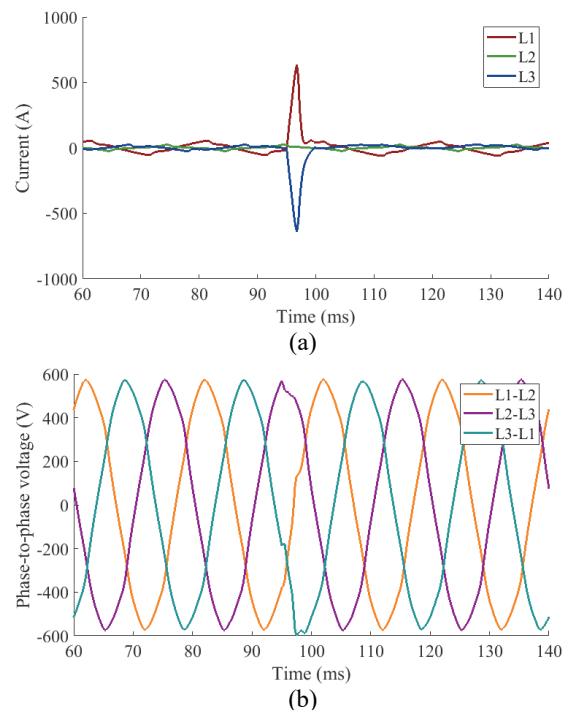 1000
500
0
-500
-1000
Current (A)
L1
L2
L3
60 70 80 90 100 110 120 130 140
Time (ms)
(a)
600
400
200
0
-200
-400
-600
Phase-to-phase voltage (V)
L1-L2
L2-L3
L3-L1
60 70 80 90 100 110 120 130 140
Time (ms)
(b)